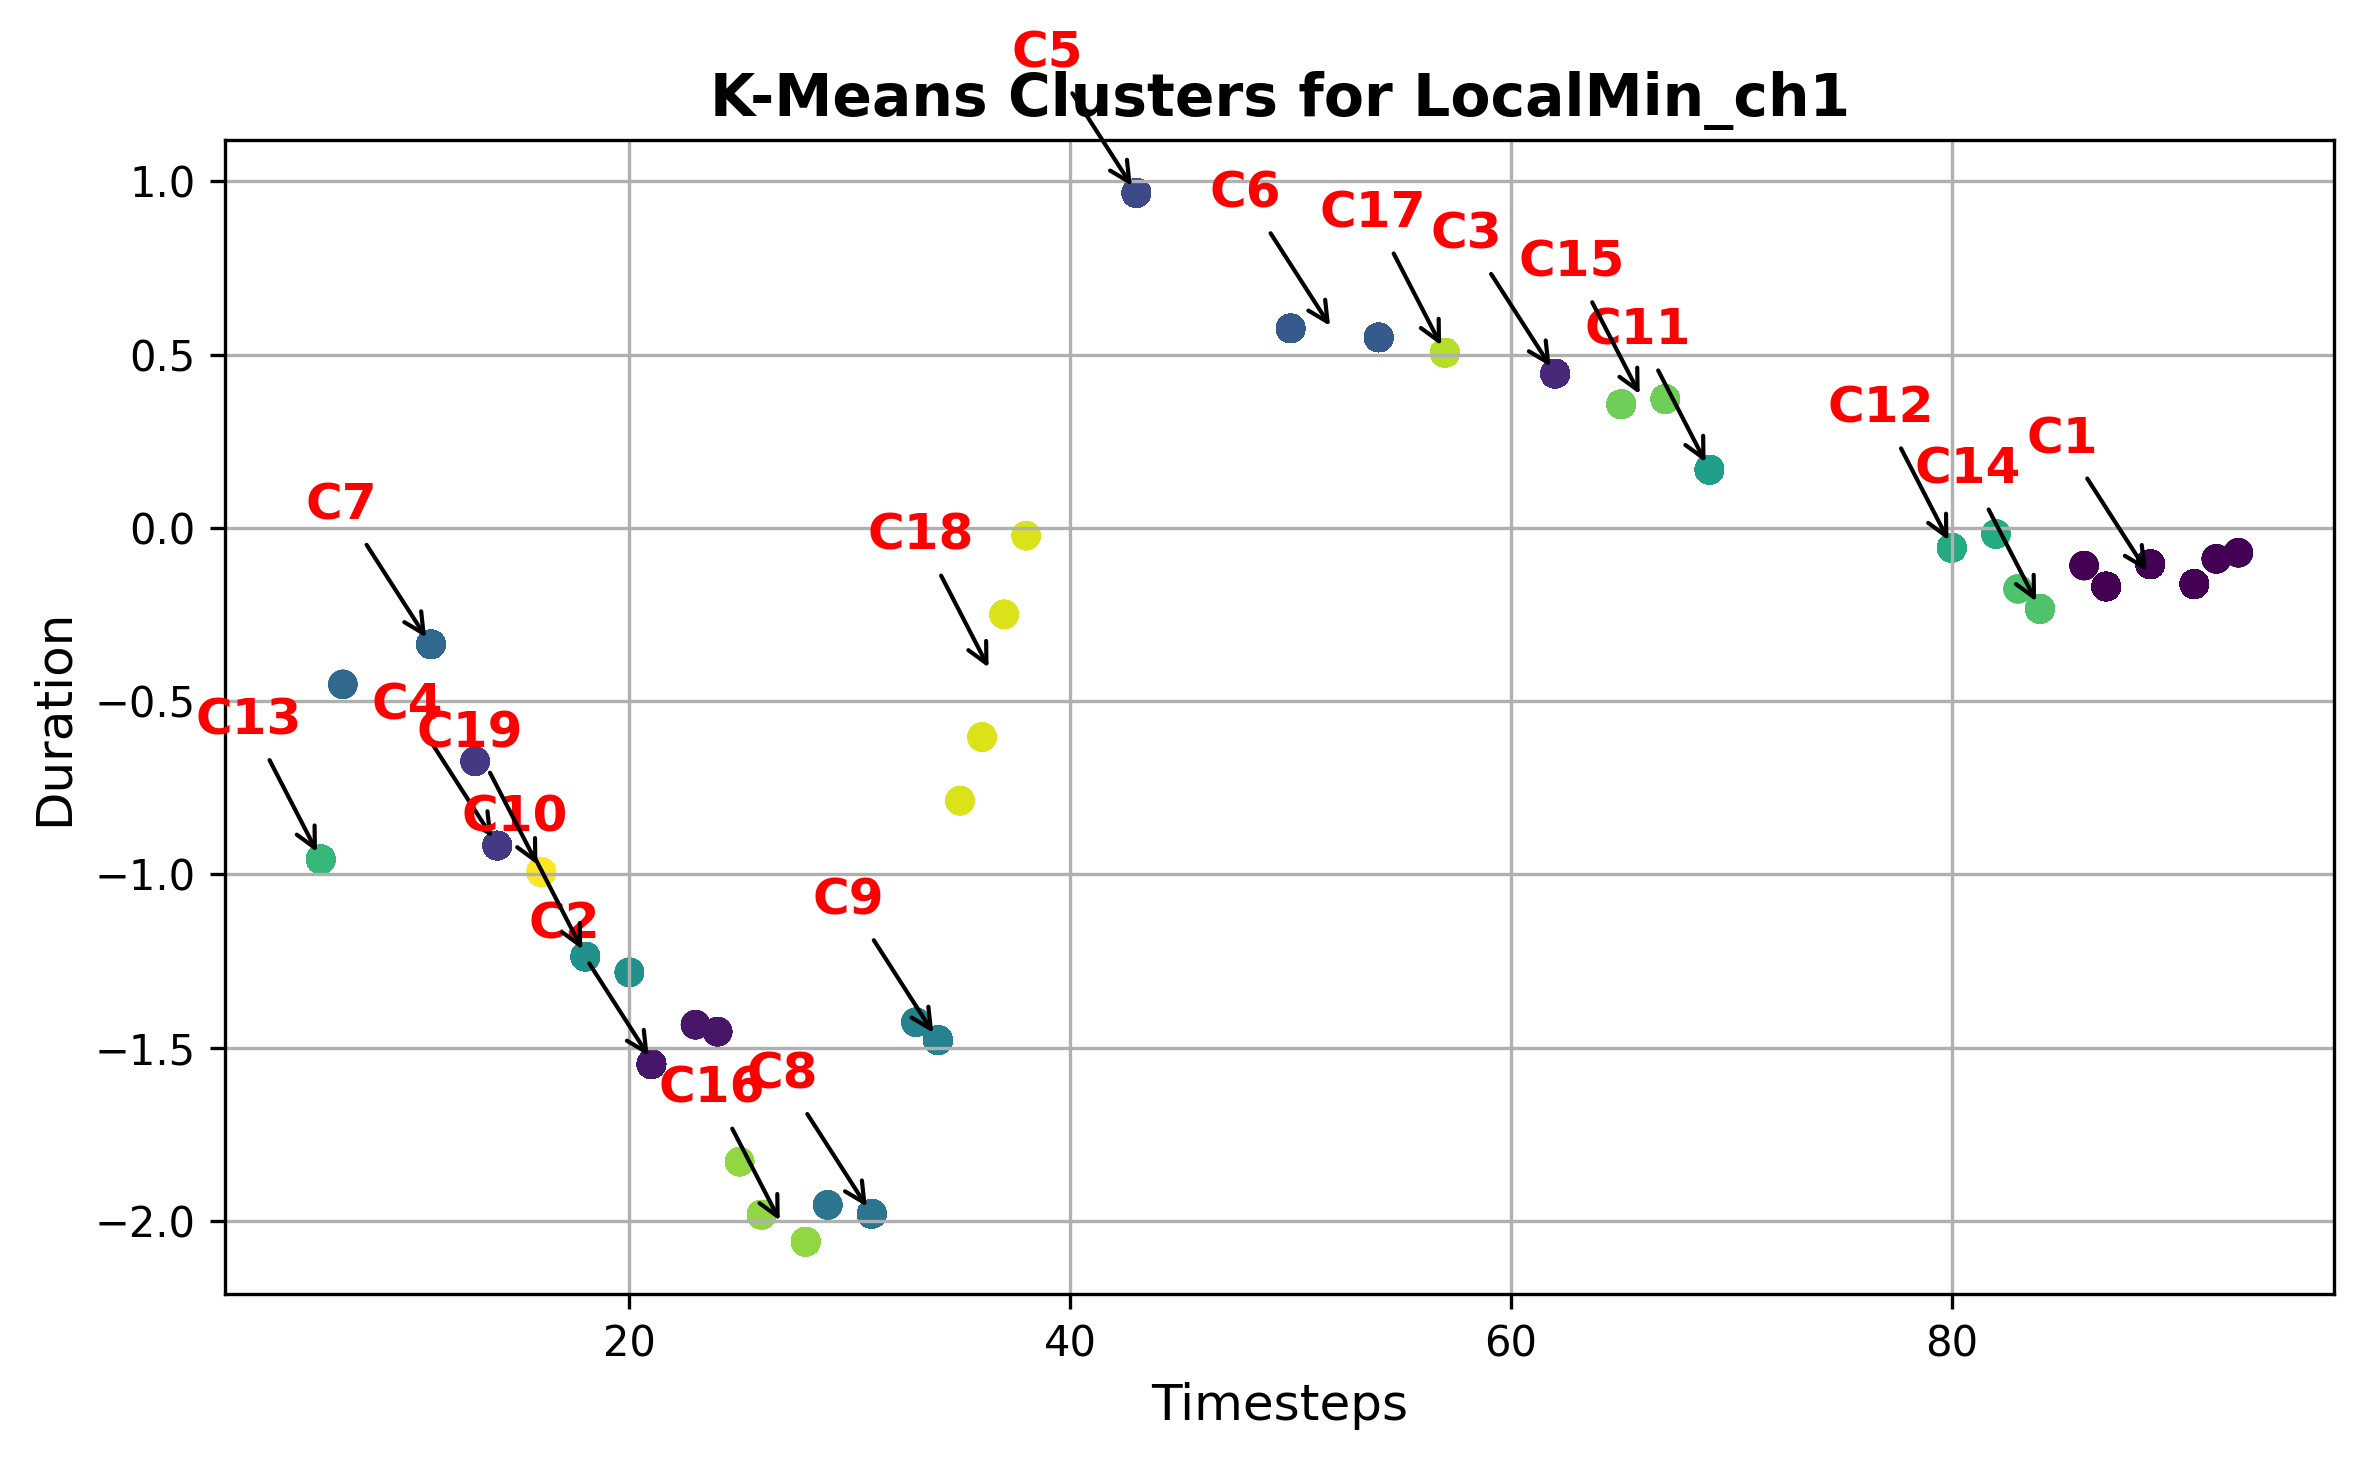 C5
K-Means Clusters for LocalMin_ch1
1.0
C6
C17
C3
C15
C11
0.5
C12
C1
C14
C7
C18
0.0
C4
C13
C19
−0.5
C10
−1.0
C9
C2
−1.5
C8
C16
−2.0
Duration
20
40
60
80
Timesteps